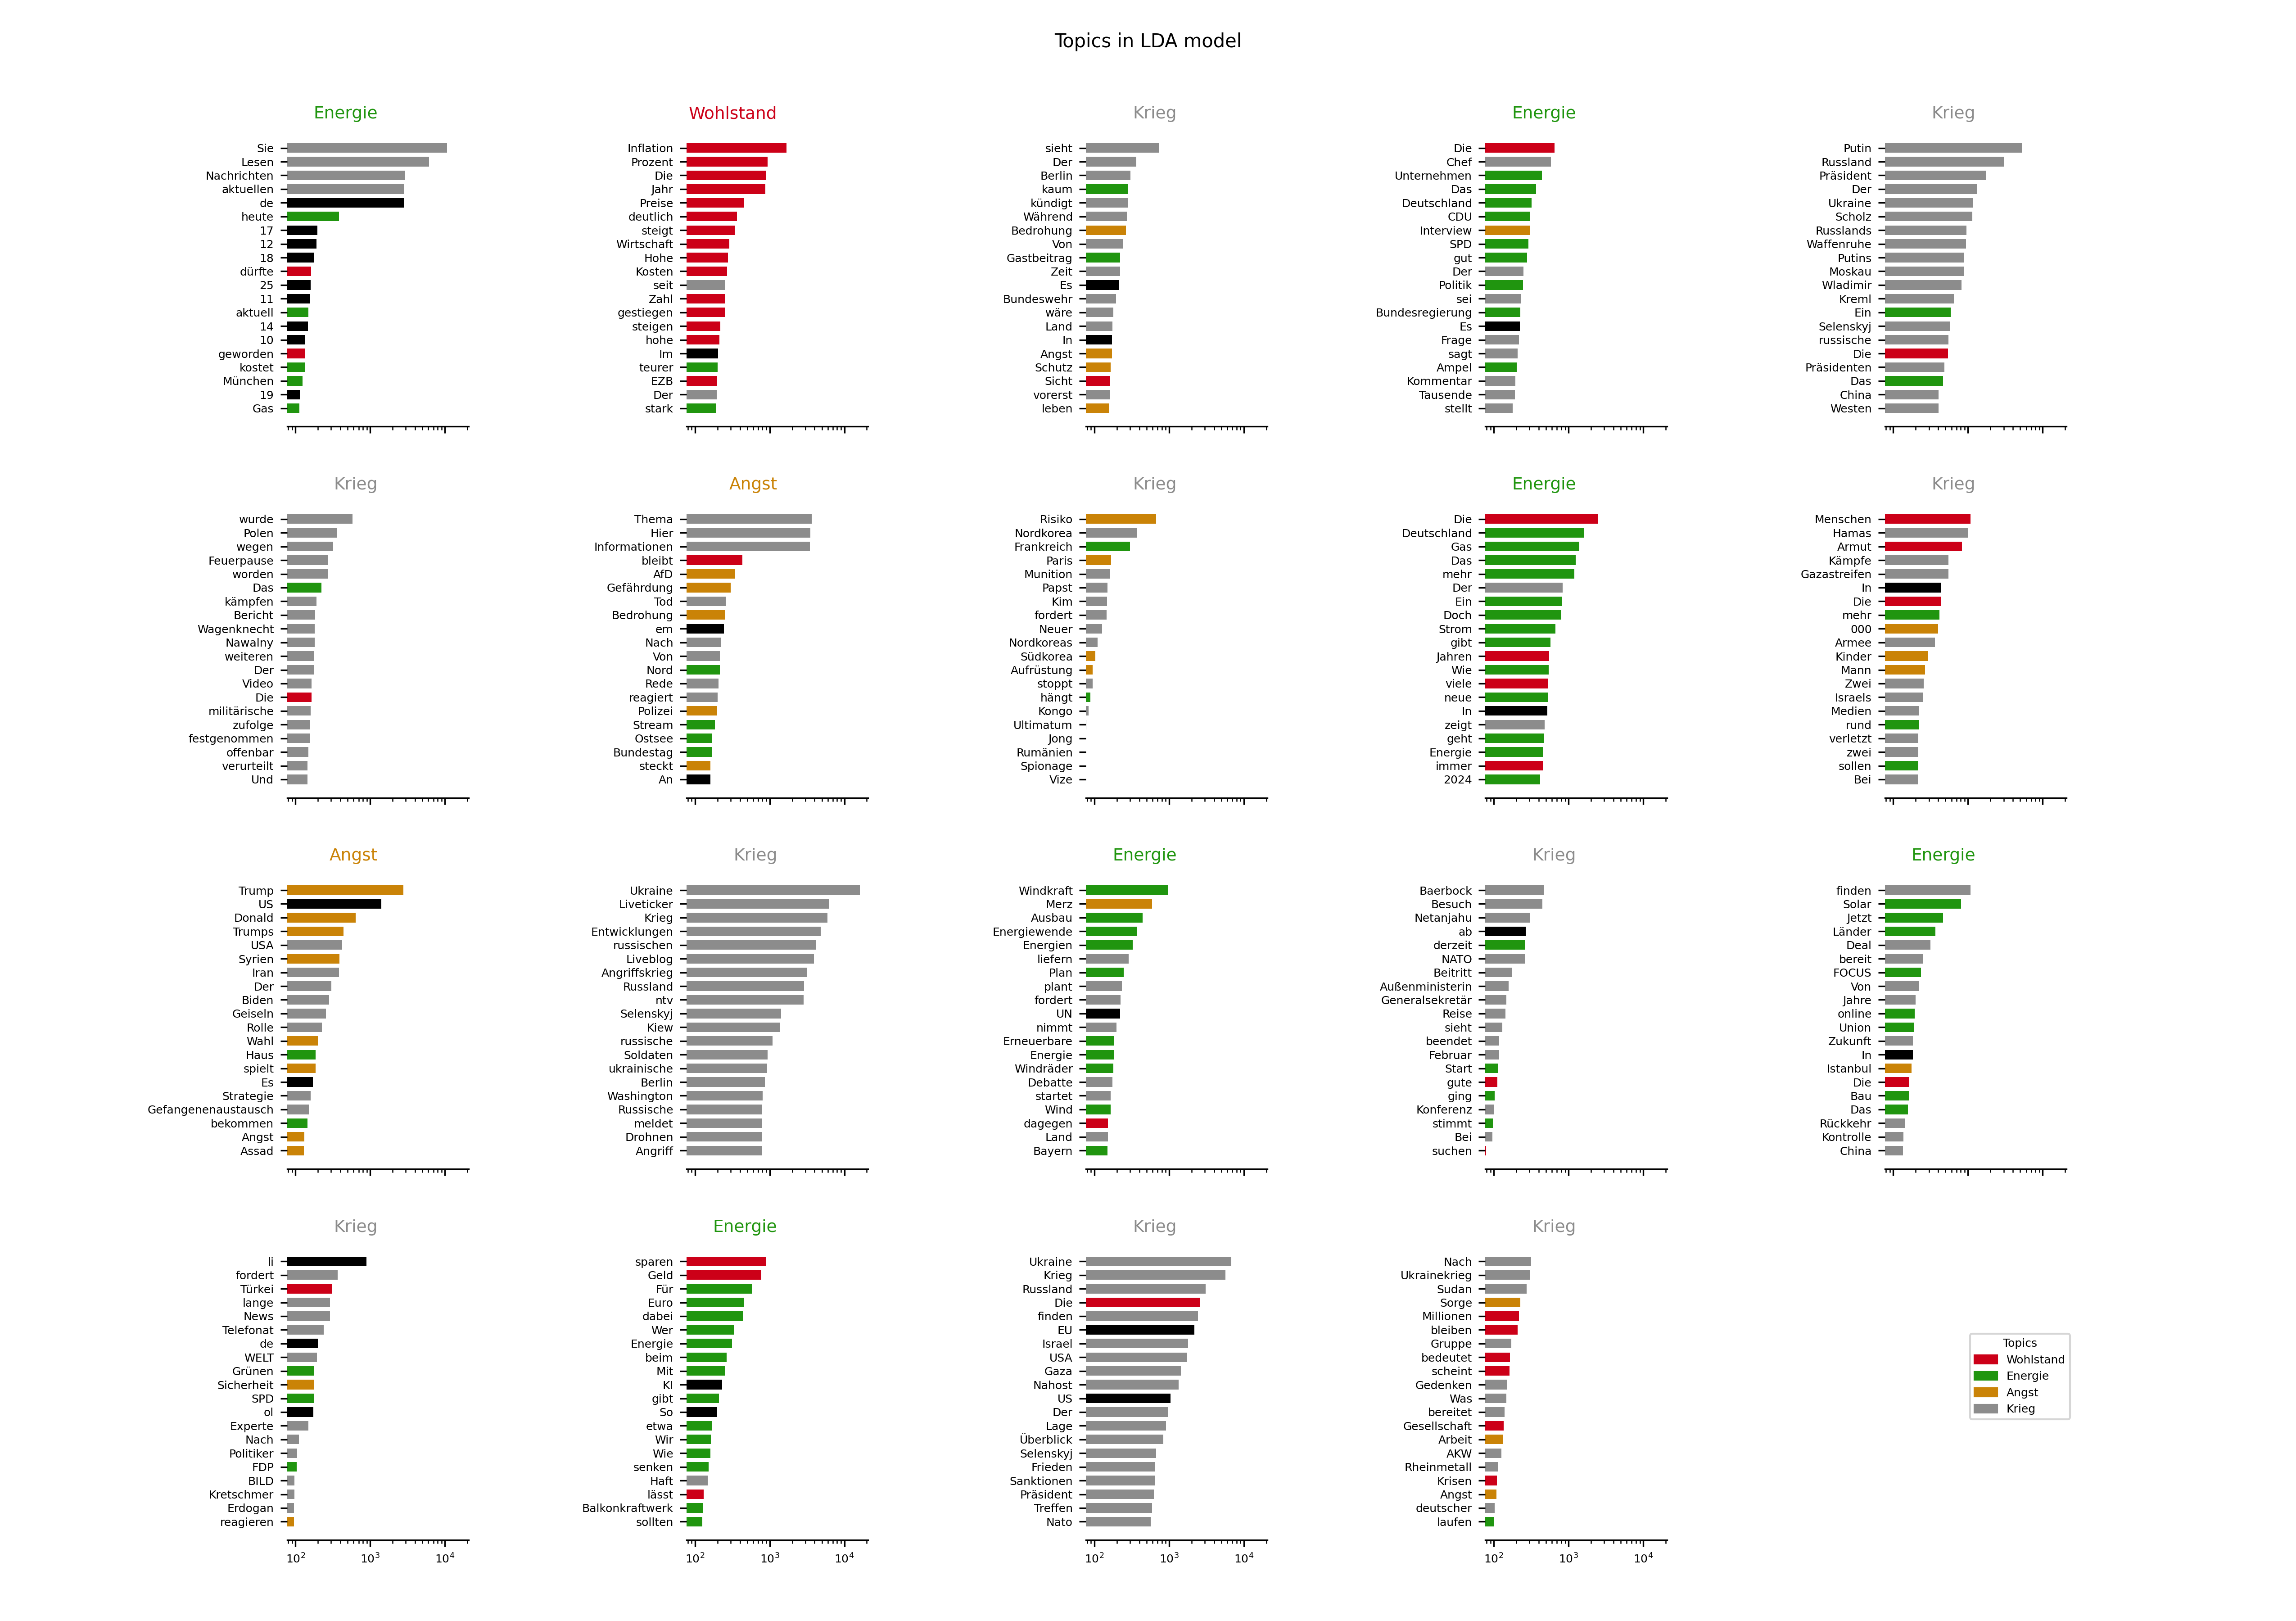 Topics in LDA model
Energie
Sie
Lesen
Nachrichten
aktuellen
de
heute
17
12
18
dürfte
25
11
aktuell
14
10
geworden
kostet
München
19
Gas
Wohlstand
Inflation
Prozent
Die
Jahr
Preise
deutlich
steigt
Wirtschaft
Hohe
Kosten
seit
Zahl
gestiegen
steigen
hohe
Im
teurer
EZB
Der
stark
Krieg
sieht
Der
Berlin
kaum
kündigt
Während
Bedrohung
Von
Gastbeitrag
Zeit
Es
Bundeswehr
wäre
Land
In
Angst
Schutz
Sicht
vorerst
leben
Energie
Die
Chef
Unternehmen
Das
Deutschland
CDU
Interview
SPD
gut
Der
Politik
sei
Bundesregierung
Es
Frage
sagt
Ampel
Kommentar
Tausende
stellt
Krieg
Putin
Russland
Präsident
Der
Ukraine
Scholz
Russlands
Waffenruhe
Putins
Moskau
Wladimir
Kreml
Ein
Selenskyj
russische
Die
Präsidenten
Das
China
Westen
Krieg
wurde
Polen
wegen
Feuerpause
worden
Das
kämpfen
Bericht
Wagenknecht
Nawalny
weiteren
Der
Video
Die
militärische
zufolge
festgenommen
offenbar
verurteilt
Und
Angst
Thema
Hier
Informationen
bleibt
AfD
Gefährdung
Tod
Bedrohung
em
Nach
Von
Nord
Rede
reagiert
Polizei
Stream
Ostsee
Bundestag
steckt
An
Krieg
Risiko
Nordkorea
Frankreich
Paris
Munition
Papst
Kim
fordert
Neuer
Nordkoreas
Südkorea
Aufrüstung
stoppt
hängt
Kongo
Ultimatum
Jong
Rumänien
Spionage
Vize
Energie
Die
Deutschland
Gas
Das
mehr
Der
Ein
Doch
Strom
gibt
Jahren
Wie
viele
neue
In
zeigt
geht
Energie
immer
2024
Krieg
Menschen
Hamas
Armut
Kämpfe
Gazastreifen
In
Die
mehr
000
Armee
Kinder
Mann
Zwei
Israels
Medien
rund
verletzt
zwei
sollen
Bei
Angst
Trump
US
Donald
Trumps
USA
Syrien
Iran
Der
Biden
Geiseln
Rolle
Wahl
Haus
spielt
Es
Strategie
Gefangenenaustausch
bekommen
Angst
Assad
Krieg
Ukraine
Liveticker
Krieg
Entwicklungen
russischen
Liveblog
Angriffskrieg
Russland
ntv
Selenskyj
Kiew
russische
Soldaten
ukrainische
Berlin
Washington
Russische
meldet
Drohnen
Angriff
Energie
Windkraft
Merz
Ausbau
Energiewende
Energien
liefern
Plan
plant
fordert
UN
nimmt
Erneuerbare
Energie
Windräder
Debatte
startet
Wind
dagegen
Land
Bayern
Krieg
Baerbock
Besuch
Netanjahu
ab
derzeit
NATO
Beitritt
Außenministerin
Generalsekretär
Reise
sieht
beendet
Februar
Start
gute
ging
Konferenz
stimmt
Bei
suchen
Energie
finden
Solar
Jetzt
Länder
Deal
bereit
FOCUS
Von
Jahre
online
Union
Zukunft
In
Istanbul
Die
Bau
Das
Rückkehr
Kontrolle
China
Krieg
li
fordert
Türkei
lange
News
Telefonat
de
WELT
Grünen
Sicherheit
SPD
ol
Experte
Nach
Politiker
FDP
BILD
Kretschmer
Erdogan
reagieren
10² 10³ 10⁴
Energie
sparen
Geld
Für
Euro
dabei
Wer
Energie
beim
Mit
KI
gibt
So
etwa
Wir
Wie
senken
Haft
lässt
Balkonkraftwerk
sollten
10² 10³ 10⁴
Krieg
Ukraine
Krieg
Russland
Die
finden
EU
Israel
USA
Gaza
Nahost
US
Der
Lage
Überblick
Selenskyj
Frieden
Sanktionen
Präsident
Treffen
Nato
10² 10³ 10⁴
Krieg
Nach
Ukrainekrieg
Sudan
Sorge
Millionen
bleiben
Gruppe
bedeutet
scheint
Gedenken
Was
bereitet
Gesellschaft
Arbeit
AKW
Rheinmetall
Krisen
Angst
deutscher
laufen
10² 10³ 10⁴
Topics
Wohlstand
Energie
Angst
Krieg